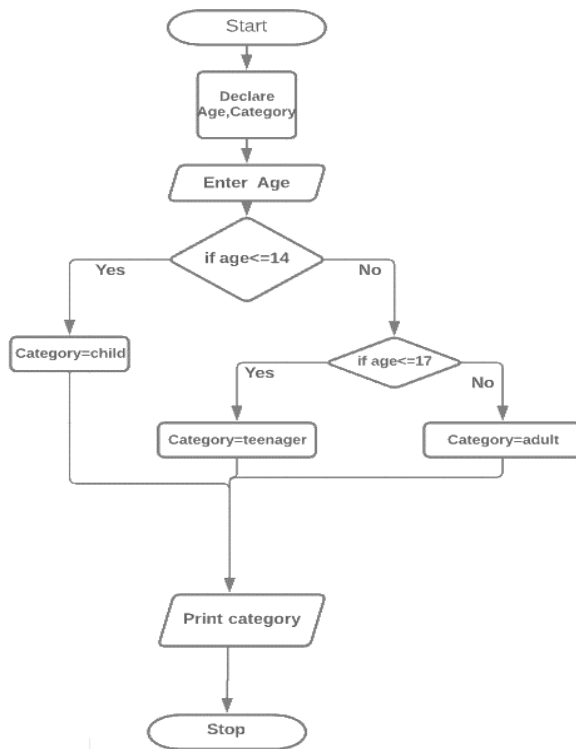 Start
Declare
Age,Category
Enter Age
if age<=14
Yes
No
Category=child
if age<=17
Yes
No
Category=teenager
Category=adult
Print category
Stop